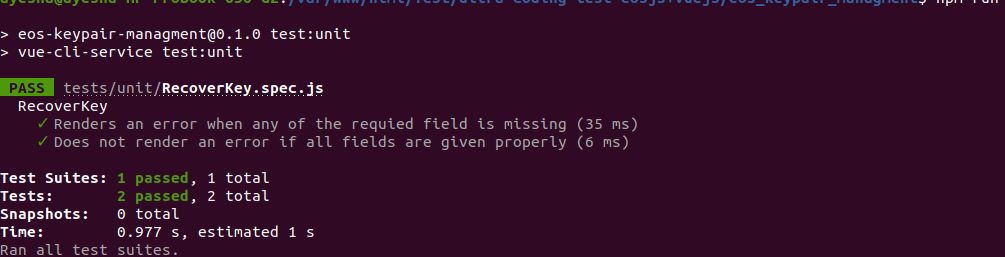 > eos-keypair-managment@0.1.0 test:unit
> vue-cli-service test:unit
PASS tests/unit/RecoverKey.spec.js
RecoverKey
✓ Renders an error when any of the requied field is missing (35 ms)
✓ Does not render an error if all fields are given properly (6 ms)
Test Suites: 1 passed, 1 total
Tests: 2 passed, 2 total
Snapshots: 0 total
Time: 0.977 s, estimated 1 s
Ran all test suites.